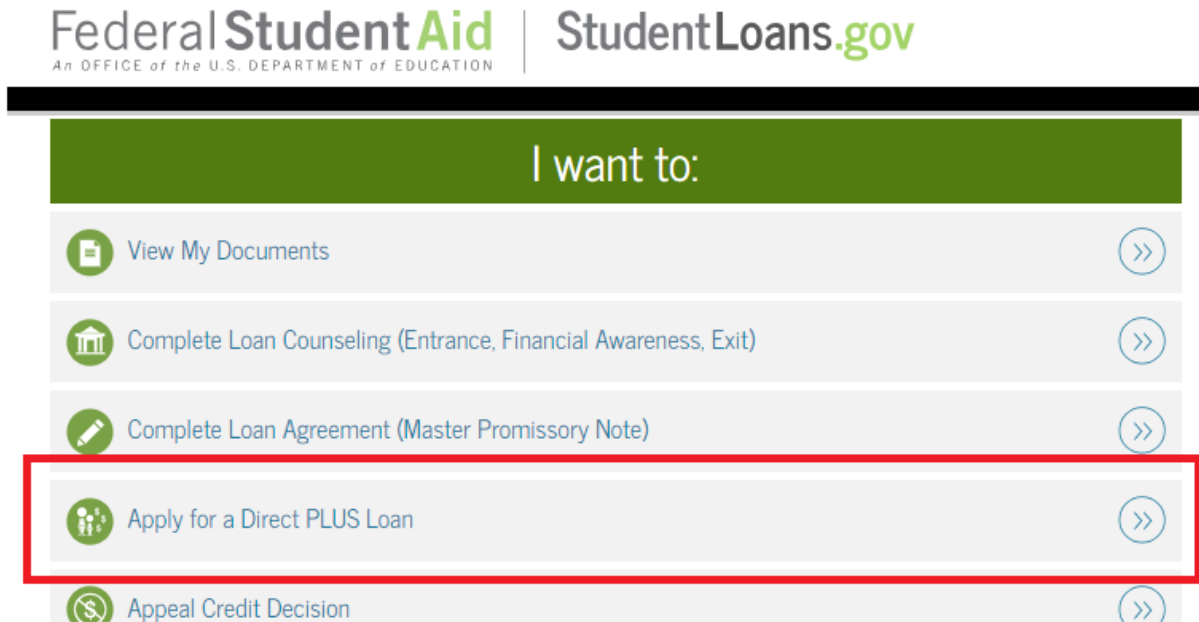 Federal Student Aid
An OFFICE of the U.S. DEPARTMENT of EDUCATION
StudentLoans.gov
I want to:
View My Documents
Complete Loan Counseling (Entrance, Financial Awareness, Exit)
Complete Loan Agreement (Master Promissory Note)
Apply for a Direct PLUS Loan
Appeal Credit Decision